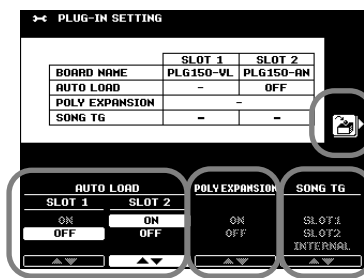 PLUG-IN SETTING
SLOT 1 SLOT 2
BOARD NAME PLG150-VL PLG150-AN
AUTO LOAD - OFF
POLY EXPANSION -
SONG TG - -
AUTO LOAD POLY EXPANSION SONG TG
SLOT 1 SLOT 2
ON ON ON SLOT1
OFF OFF OFF SLOT2
INTERNAL